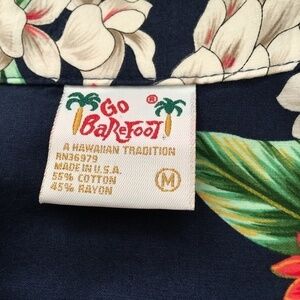 Go ®
BaReFooT
A HAWAIIAN TRADITION
RN36979
MADE IN U.S.A.
55% COTTON
45% RAYON
M